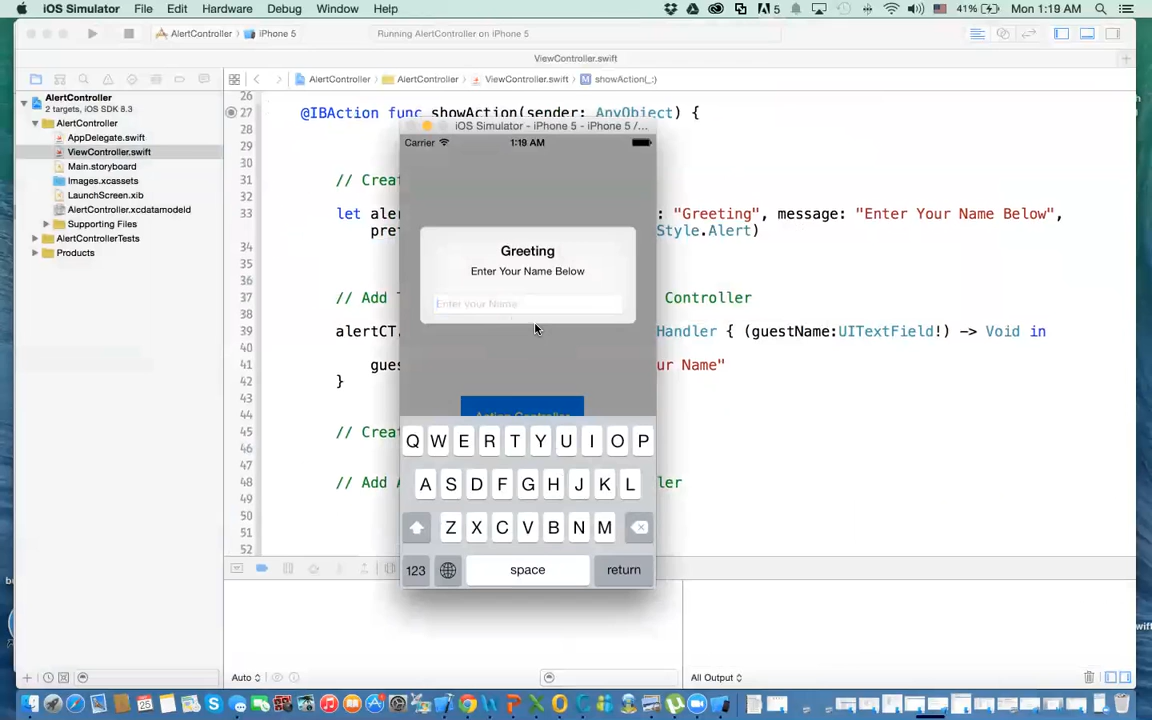 iOS Simulator File Edit Hardware Debug Window Help 5 41% Mon 1:19 AM
AlertController iPhone 5 Running AlertController on iPhone 5
ViewController.swift
AlertController AlertController ViewController.swift showAction(_:)
AlertController
2 targets, iOS SDK 8.3
AlertController
AppDelegate.swift
ViewController.swift
Main.storyboard
Images.xcassets
LaunchScreen.xib
AlertController.xcdatamodeld
Supporting Files
AlertControllerTests
Products
26
27 @IBAction func showAction(sender: AnyObject) {
28
29
30
31 // Crea
32
33 let aler : "Greeting", message: "Enter Your Name Below",
pre Style.Alert)
34
35
36
37 // Add Controller
38
39 alertCT. Handler { (guestName:UITextField!) -> Void in
40
41 gues ur Name"
42 }
43
44
45 // Crea
46
47
48 // Add ller
49
50
51
52
iOS Simulator - iPhone 5 - iPhone 5 /...
Carrier 1:19 AM
Greeting
Enter Your Name Below
Enter your Name
Action Controller
Q W E R T Y U I O P
A S D F G H J K L
Z X C V B N M
123 space return
Auto
All Output